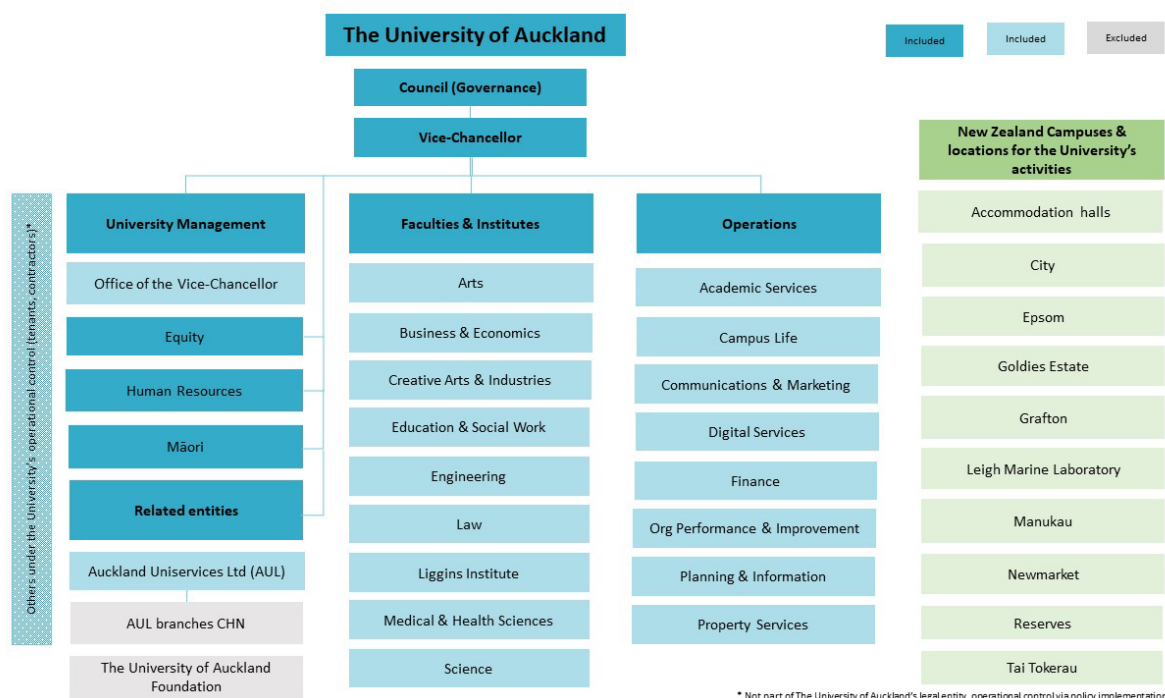 The University of Auckland
Included
Included
Excluded
Council (Governance)
Vice-Chancellor
New Zealand Campuses &
locations for the University's
activities
Others under the University's operational control (tenants, contractors)*
University Management
Office of the Vice-Chancellor
Equity
Human Resources
Māori
Related entities
Auckland Uniservices Ltd (AUL)
AUL branches CHN
The University of Auckland
Foundation
Faculties & Institutes
Arts
Business & Economics
Creative Arts & Industries
Education & Social Work
Engineering
Law
Liggins Institute
Medical & Health Sciences
Science
Operations
Academic Services
Campus Life
Communications & Marketing
Digital Services
Finance
Org Performance & Improvement
Planning & Information
Property Services
Accommodation halls
City
Epsom
Goldies Estate
Grafton
Leigh Marine Laboratory
Manukau
Newmarket
Reserves
Tai Tokerau
* Not part of The University of Auckland's legal entity, operational control via policy implementation